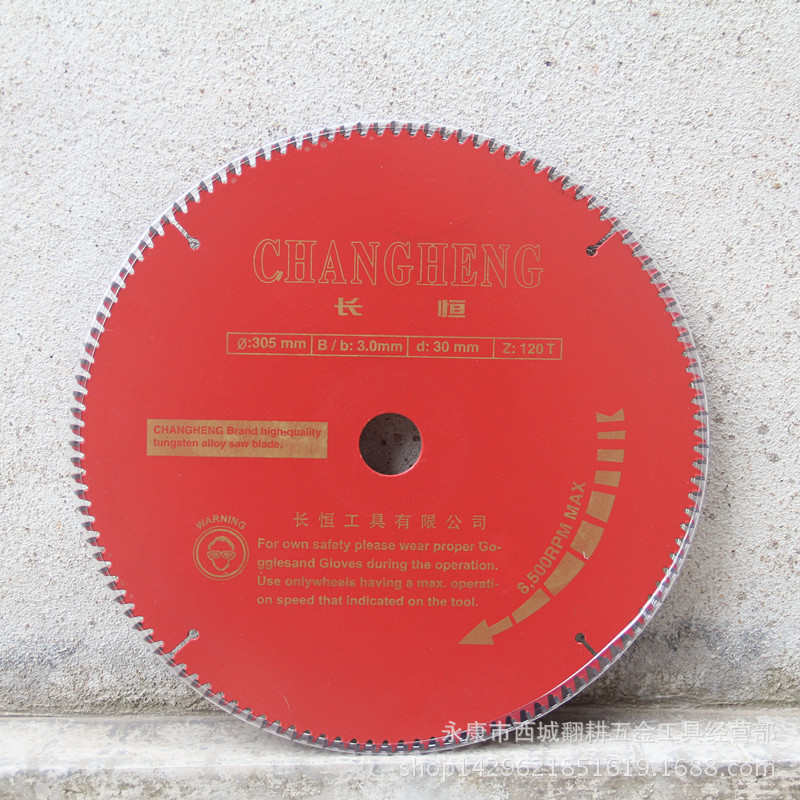 CHANGHENG
长 恒
Ø:305 mm B / b: 3.0mm d: 30 mm Z: 120 T
CHANGHENG Brand high-quality
tungaten alloy saw blade.
8,500RPM MAX
WARNING
长恒工具有限公司
For own safety please wear proper Go-
gglesand Gloves during the operation.
Use onlywheels having a max. operati-
on speed that indicated on the tool.
永康市西城翻耕五金工具经营部
shop1429621851619.1688.com